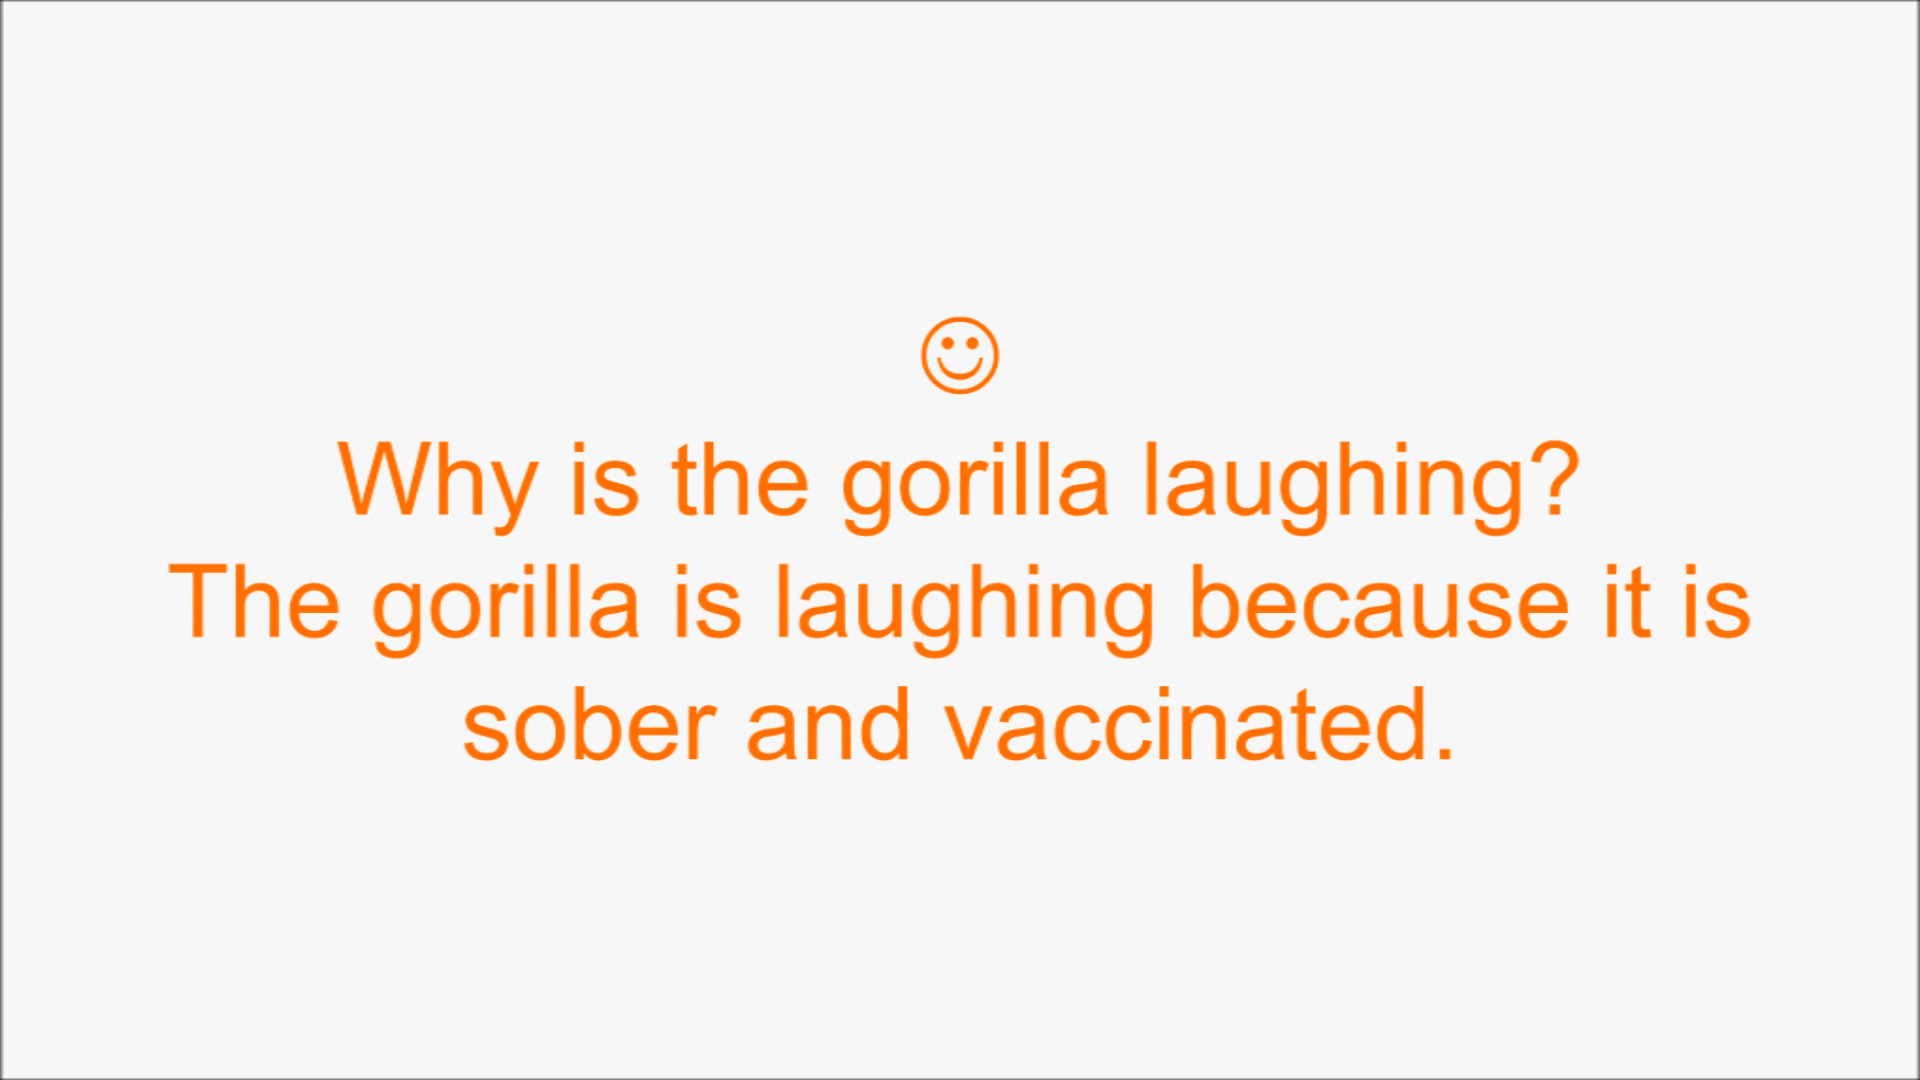 ☺
Why is the gorilla laughing?
The gorilla is laughing because it is
sober and vaccinated.